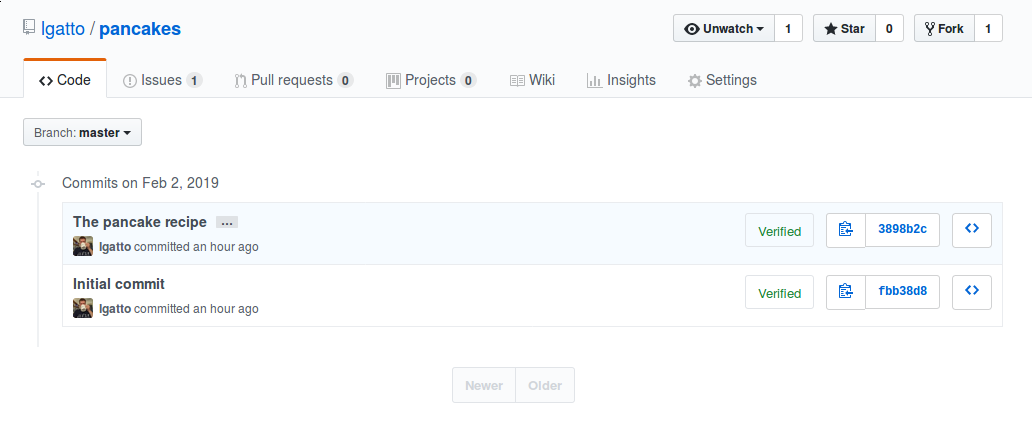 lgatto / pancakes
Unwatch 1 Star 0 Fork 1
Code Issues 1 Pull requests 0 Projects 0 Wiki Insights Settings
Branch: master
Commits on Feb 2, 2019
The pancake recipe ...
lgatto committed an hour ago
Verified 3898b2c
Initial commit
lgatto committed an hour ago
Verified fbb38d8
Newer Older